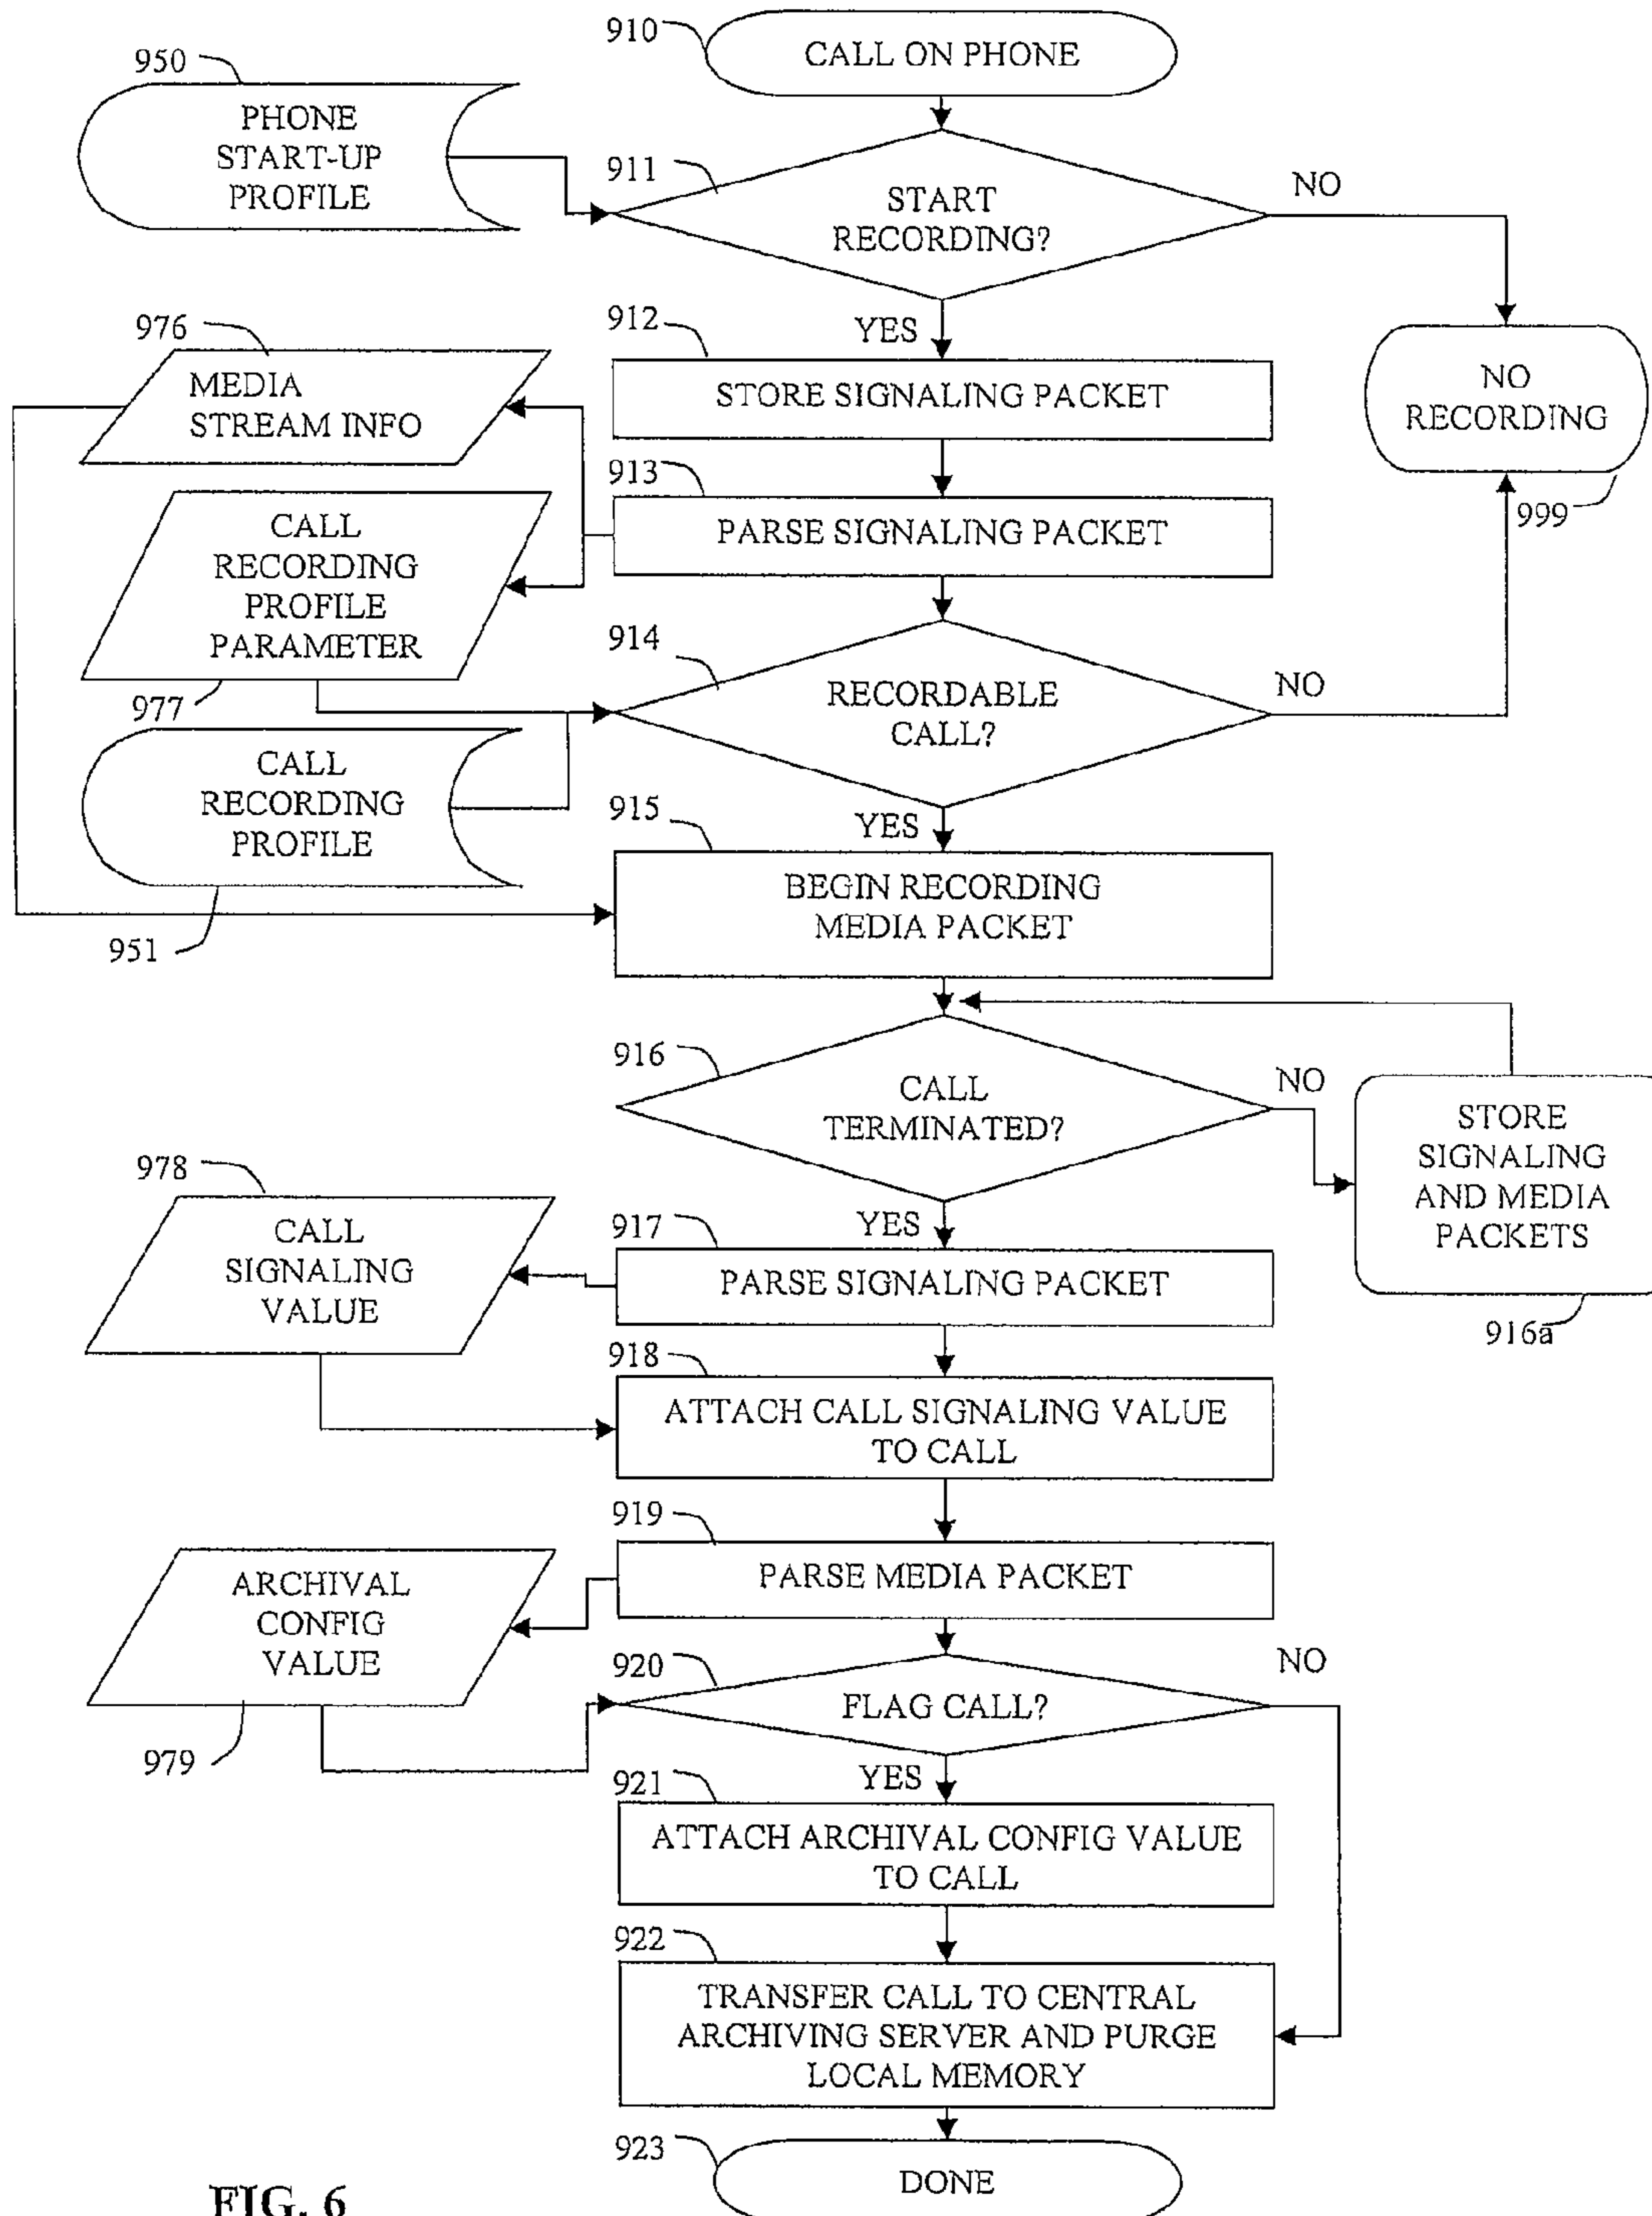 910
CALL ON PHONE
950
PHONE
START-UP
PROFILE
911
START
RECORDING?
NO
YES
976
MEDIA
STREAM INFO
912
STORE SIGNALING PACKET
NO
RECORDING
999
913
PARSE SIGNALING PACKET
CALL
RECORDING
PROFILE
PARAMETER
977
914
RECORDABLE
CALL?
NO
YES
CALL
RECORDING
PROFILE
951
915
BEGIN RECORDING
MEDIA PACKET
916
CALL
TERMINATED?
NO
YES
STORE
SIGNALING
AND MEDIA
PACKETS
916a
978
CALL
SIGNALING
VALUE
917
PARSE SIGNALING PACKET
918
ATTACH CALL SIGNALING VALUE
TO CALL
919
PARSE MEDIA PACKET
ARCHIVAL
CONFIG
VALUE
979
920
FLAG CALL?
NO
YES
921
ATTACH ARCHIVAL CONFIG VALUE
TO CALL
922
TRANSFER CALL TO CENTRAL
ARCHIVING SERVER AND PURGE
LOCAL MEMORY
923
DONE
FIG. 6